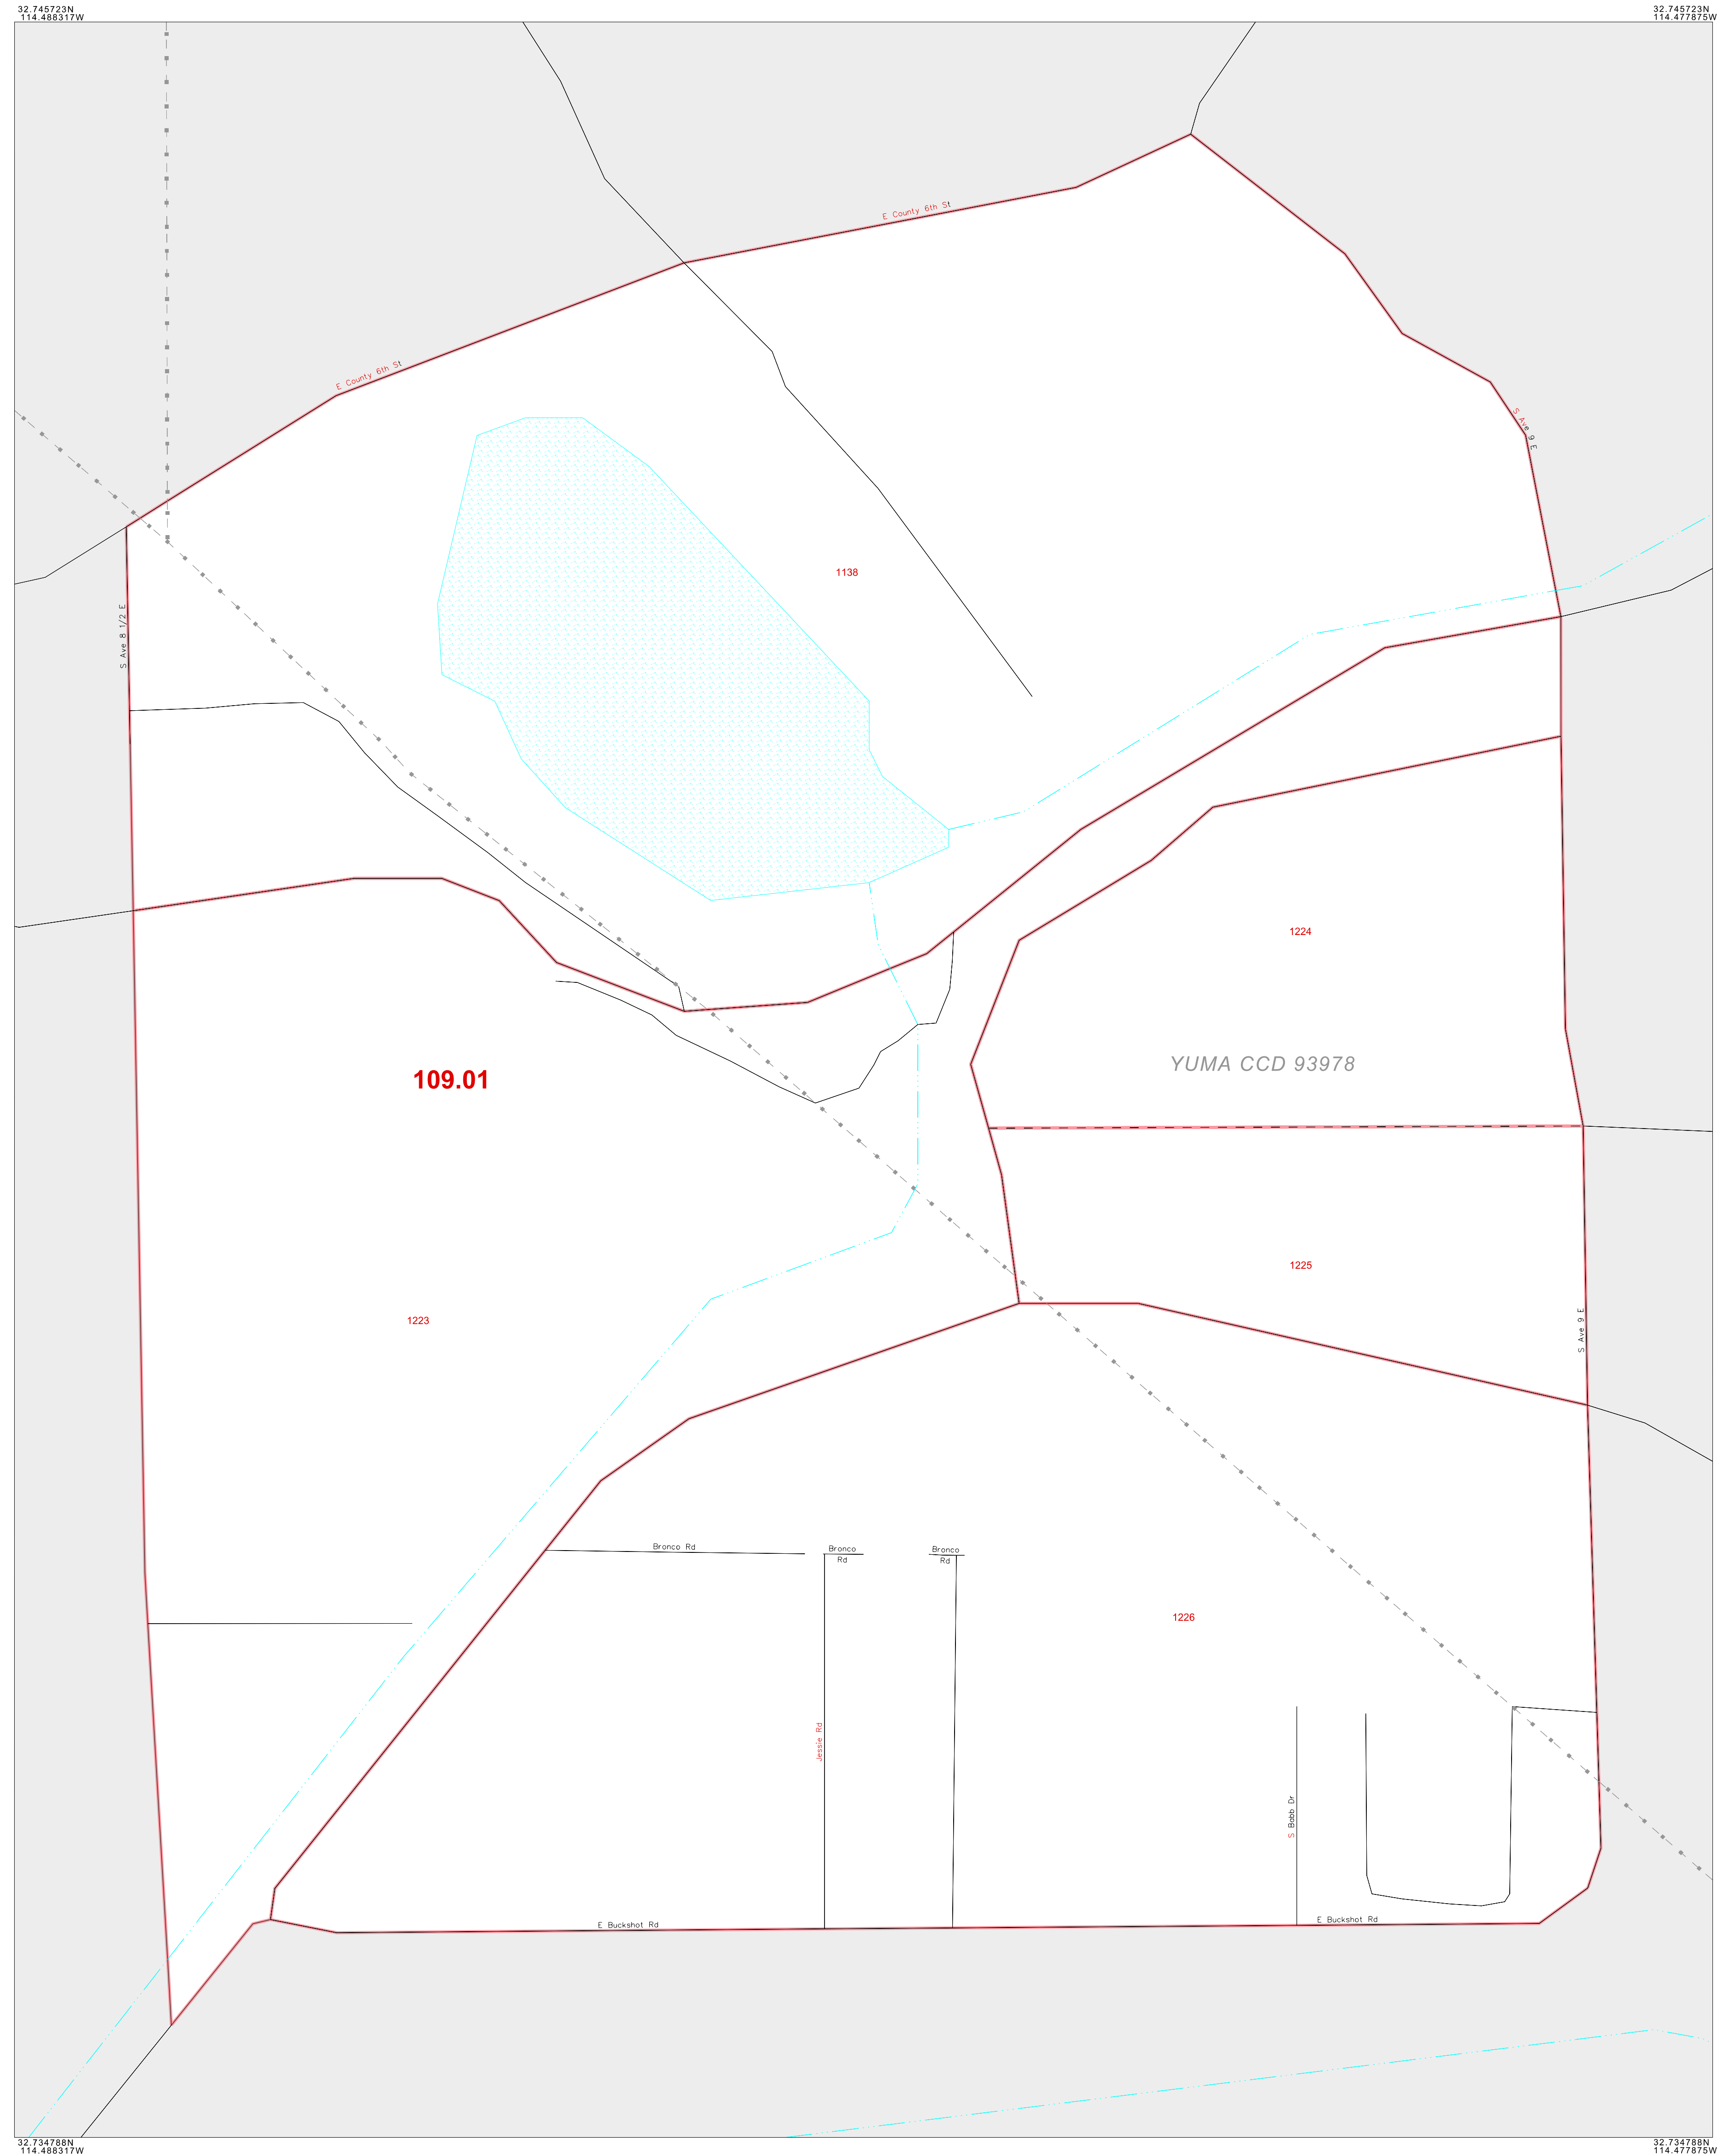 32.745723N
114.488317W
32.745723N
114.477875W
E County 6th St
E County 6th St
S Ave 9 E
1138
S Ave 8 1/2 E
1224
YUMA CCD 93978
109.01
1225
1223
S Ave 9 E
Bronco Rd
Bronco
Rd
Bronco
Rd
1226
Jessie Rd
S Babb Dr
E Buckshot Rd
E Buckshot Rd
32.734788N
114.488317W
32.734788N
114.477875W